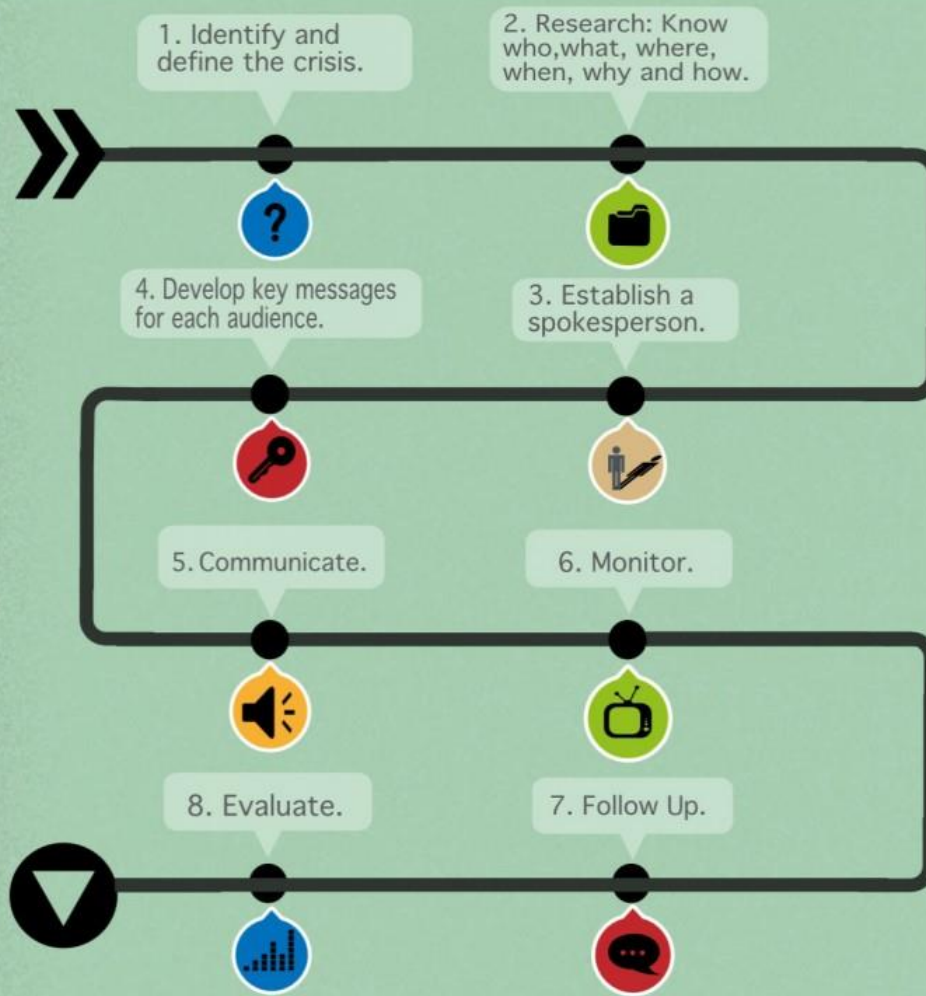 1. Identify and
define the crisis.
2. Research: Know
who,what, where,
when, why and how.
3. Establish a
spokesperson.
4. Develop key messages
for each audience.
5. Communicate.
6. Monitor.
7. Follow Up.
8. Evaluate.